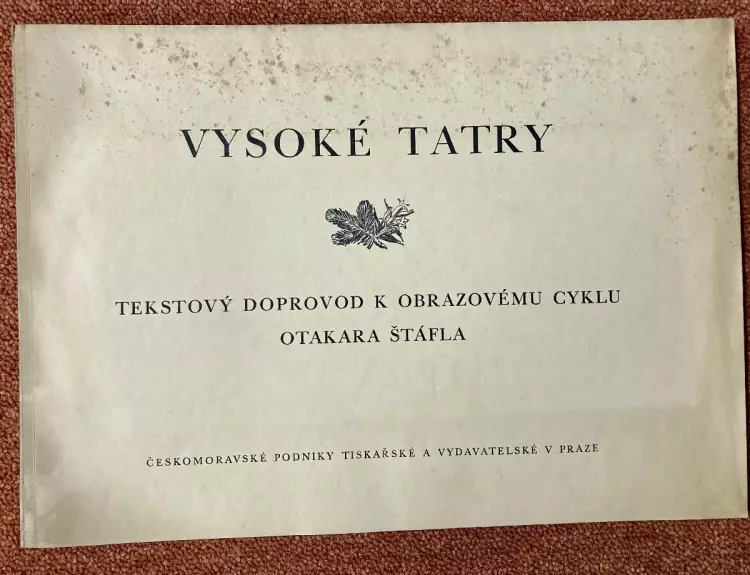 VYSOKÉ TATRY
TEKSTOVÝ DOPROVOD K OBRAZOVÉMU CYKLU
OTAKARA ŠTÁFLA
ČESKOMORAVSKÉ PODNIKY TISKAŘSKÉ A VYDAVATELSKÉ V PRAZE